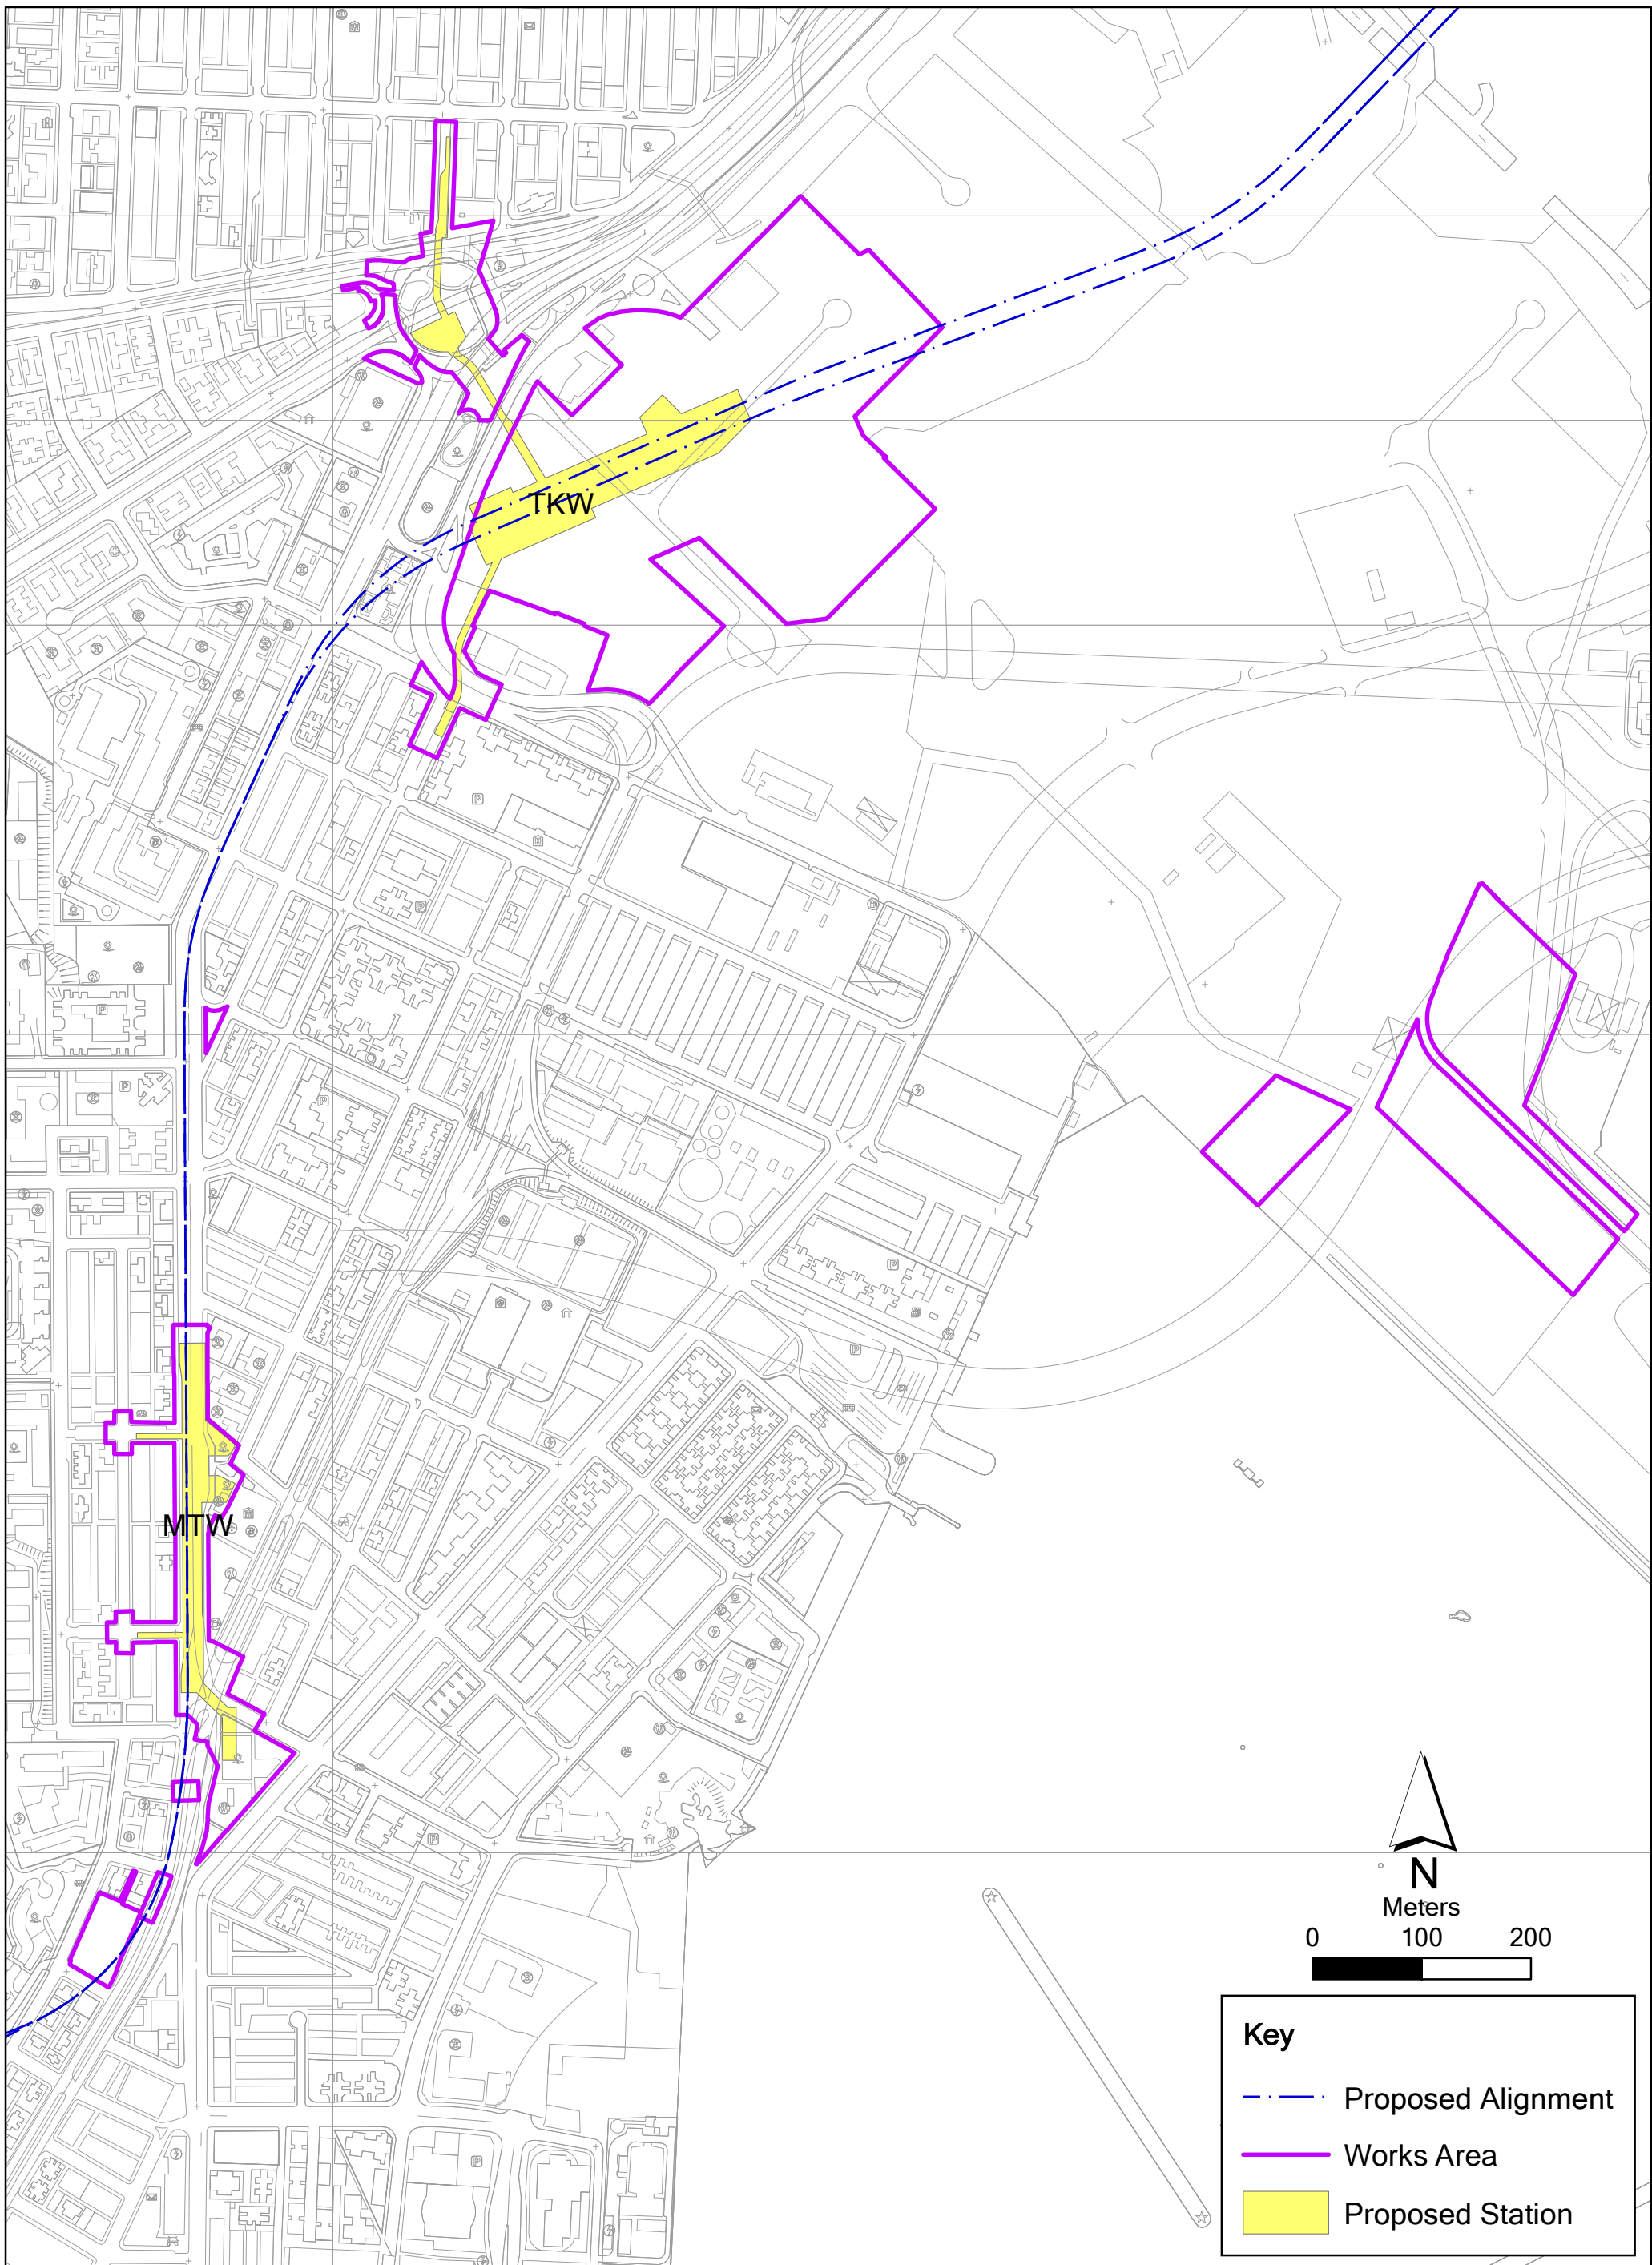 TKW
MTW
N
Meters
0 100 200
Key
Proposed Alignment
Works Area
Proposed Station